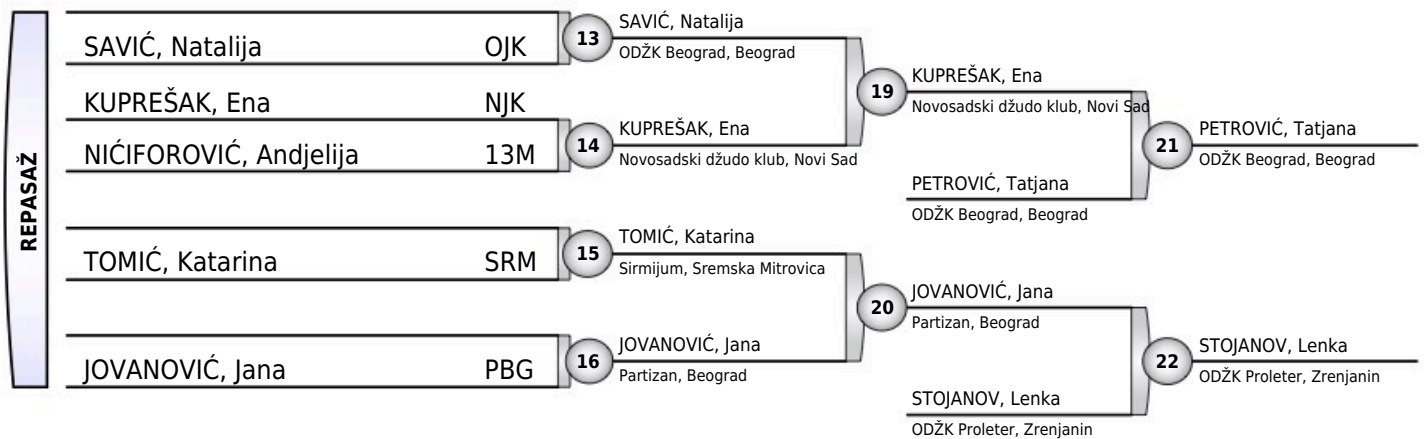 REPASAŽ
SAVIĆ, Natalija OJK
KUPREŠAK, Ena NJK
NIĆIFOROVIĆ, Andjelija 13M
TOMIĆ, Katarina SRM
JOVANOVIĆ, Jana PBG
13
SAVIĆ, Natalija
ODŽK Beograd, Beograd
14
KUPREŠAK, Ena
Novosadski džudo klub, Novi Sad
15
TOMIĆ, Katarina
Sirmijum, Sremska Mitrovica
16
JOVANOVIĆ, Jana
Partizan, Beograd
19
KUPREŠAK, Ena
Novosadski džudo klub, Novi Sad
PETROVIĆ, Tatjana
ODŽK Beograd, Beograd
20
JOVANOVIĆ, Jana
Partizan, Beograd
STOJANOV, Lenka
ODŽK Proleter, Zrenjanin
21
PETROVIĆ, Tatjana
ODŽK Beograd, Beograd
22
STOJANOV, Lenka
ODŽK Proleter, Zrenjanin